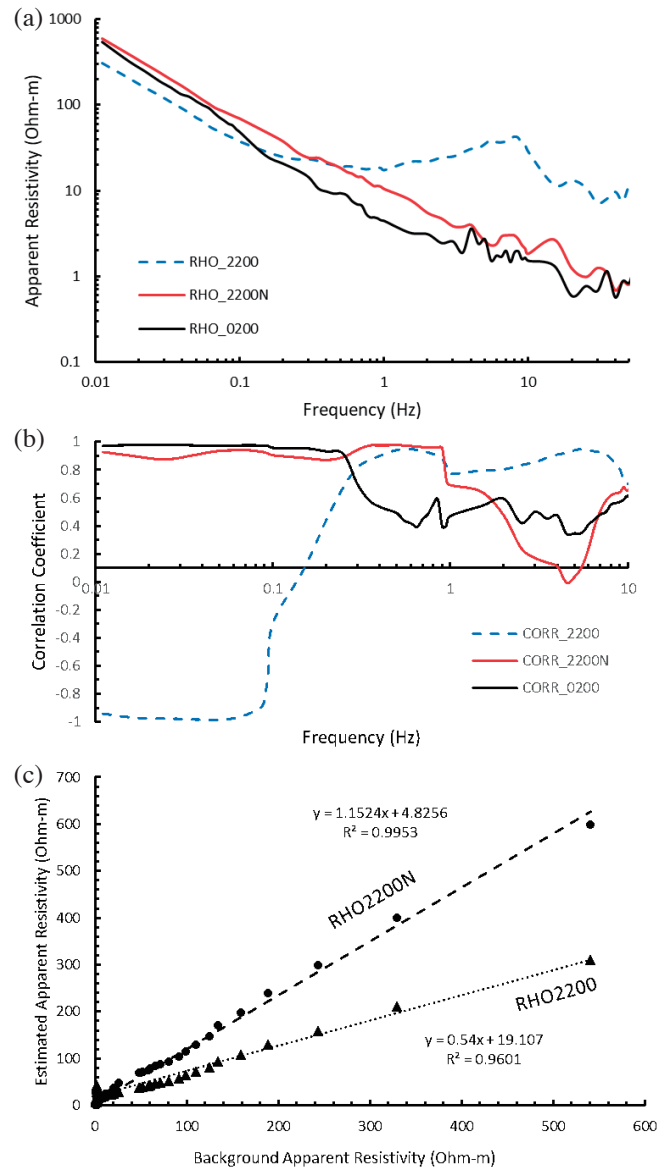 (a)
1000
100
10
1
0.1
Apparent Resistivity (Ohm-m)
RHO_2200
RHO_2200N
RHO_0200
0.01 0.1 1 10
Frequency (Hz)
(b)
1
0.8
0.6
0.4
0.2
0
-0.2
-0.4
-0.6
-0.8
-1
Correlation Coefficient
0.01 0.1 1 10
CORR_2200
CORR_2200N
CORR_0200
Frequency (Hz)
(c)
700
600
500
400
300
200
100
0
Estimated Apparent Resistivity (Ohm-m)
y = 1.1524x + 4.8256
R² = 0.9953
RHO2200N
RHO2200
y = 0.54x + 19.107
R² = 0.9601
0 100 200 300 400 500 600
Background Apparent Resistivity (Ohm-m)